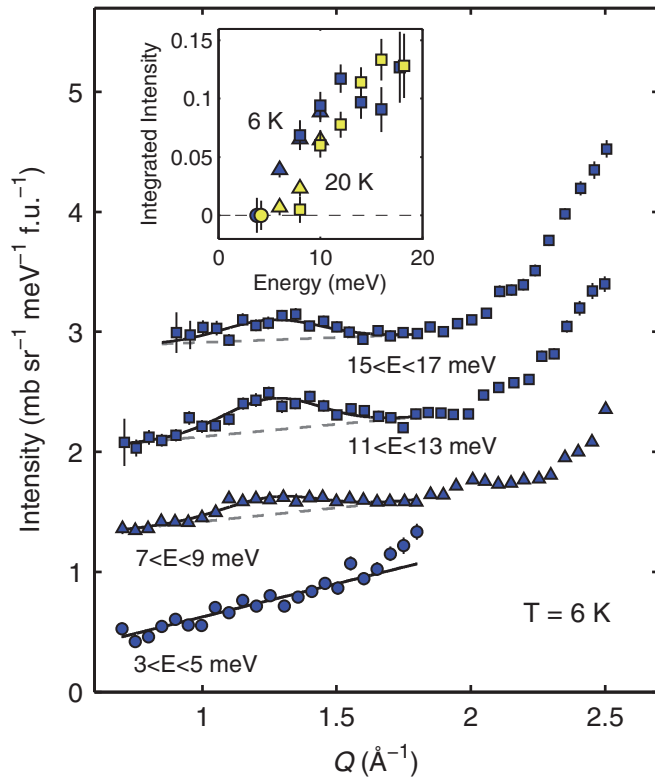 0.15
0.1
0.05
0
Integrated Intensity
6 K
20 K
0
10
20
Energy (meV)
5
4
3
2
1
0
Intensity (mb sr⁻¹ meV⁻¹ f.u.⁻¹)
15<E<17 meV
11<E<13 meV
7<E<9 meV
3<E<5 meV
T = 6 K
1
1.5
2
2.5
Q (Å⁻¹)